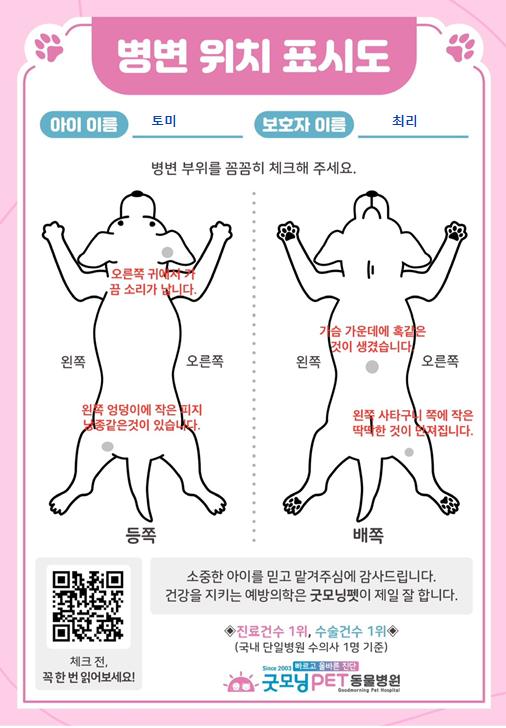 병변 위치 표시도
아이 이름 토미 보호자 이름 최리
병변 부위를 꼼꼼히 체크해 주세요.
오른쪽 귀에서 가
끔 소리가 납니다.
가슴 가운데에 혹같은
것이 생겼습니다.
왼쪽 오른쪽 왼쪽 오른쪽
왼쪽 엉덩이에 작은 피지
낭종같은것이 있습니다.
왼쪽 사타구니 쪽에 작은
딱딱한 것이 만져집니다.
등쪽 배쪽
소중한 아이를 믿고 맡겨주심에 감사드립니다.
건강을 지키는 예방의학은 굿모닝펫이 제일 잘 합니다.
체크 전,
꼭 한 번 읽어보세요!
◈진료건수 1위, 수술건수 1위◈
(국내 단일병원 수의사 1명 기준)
Since 2003 빠르고 올바른 진단
굿모닝PET동물병원
Goodmorning Pet Hospital